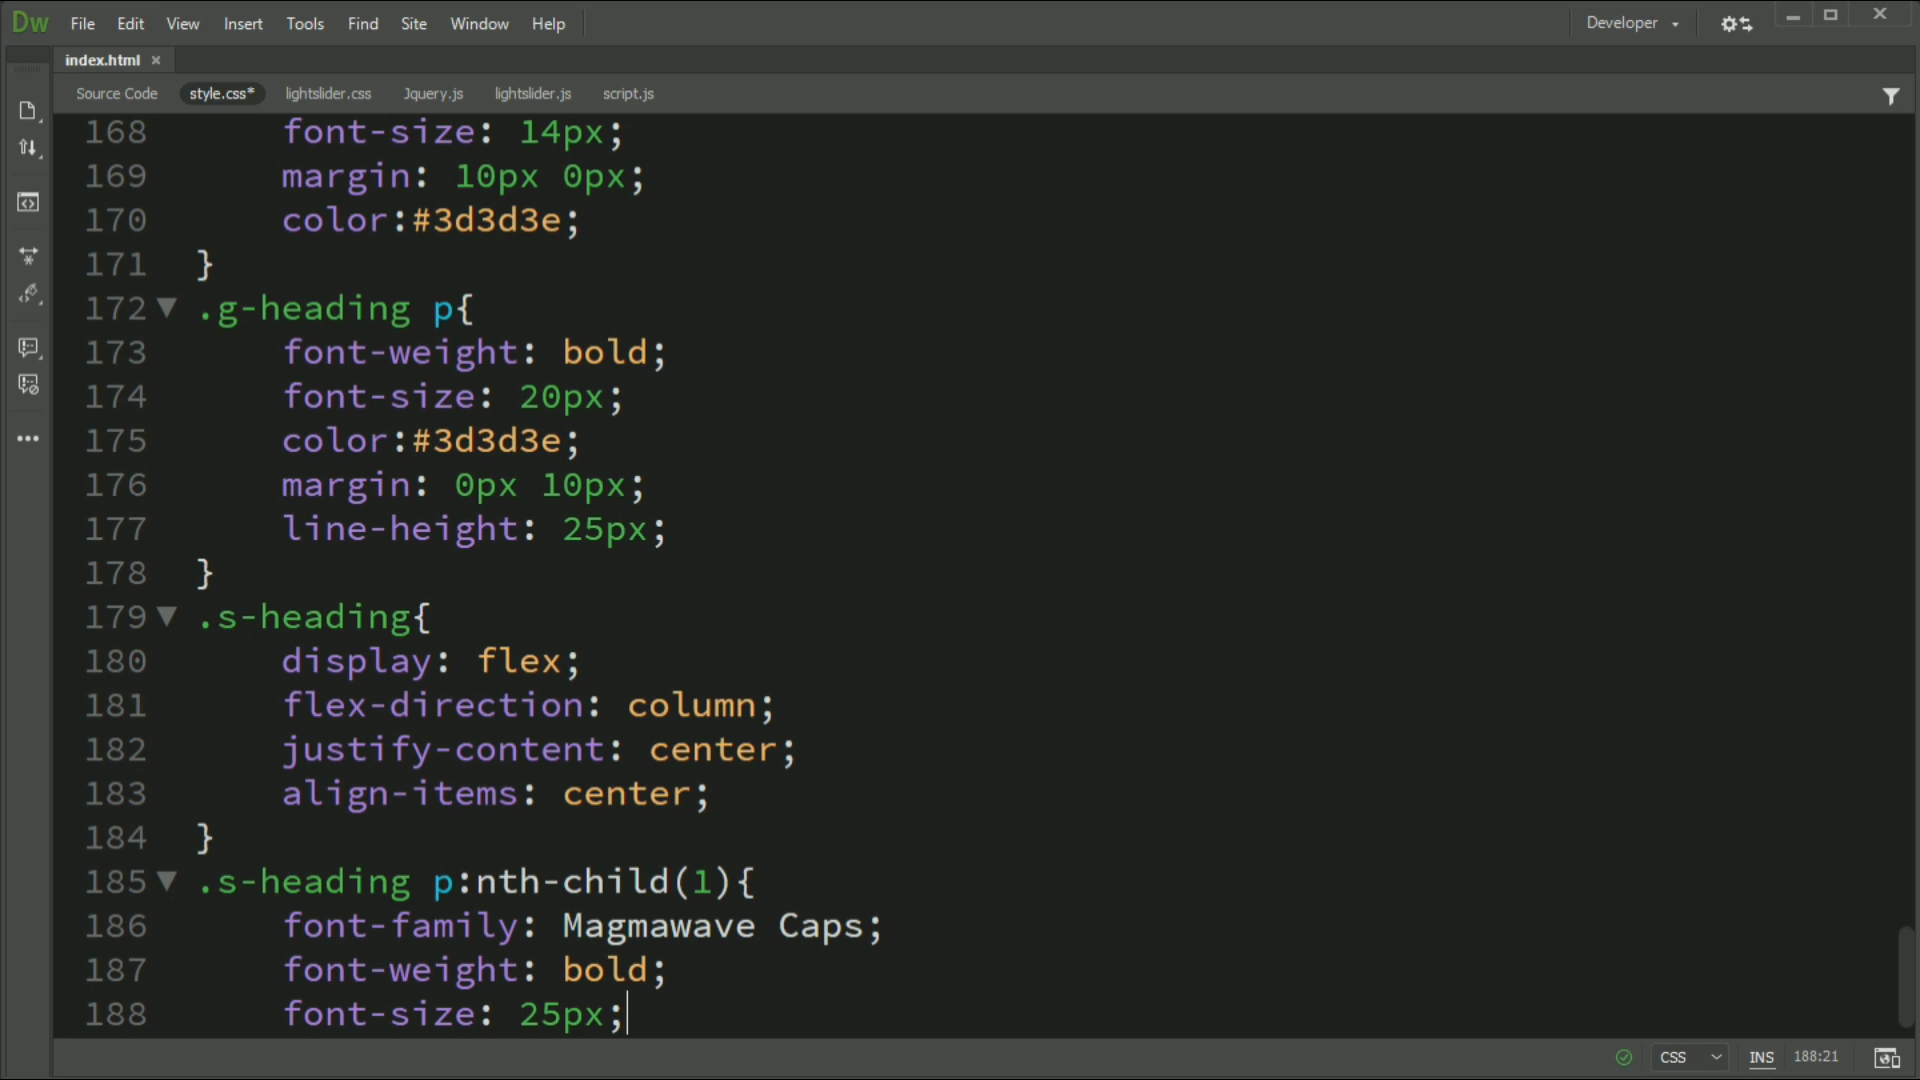 Dw File Edit View Insert Tools Find Site Window Help Developer
index.html ×
Source Code style.css* lightslider.css Jquery.js lightslider.js script.js
168 font-size: 14px;
169 margin: 10px 0px;
170 color:#3d3d3e;
171 }
172 .g-heading p{
173 font-weight: bold;
174 font-size: 20px;
175 color:#3d3d3e;
176 margin: 0px 10px;
177 line-height: 25px;
178 }
179 .s-heading{
180 display: flex;
181 flex-direction: column;
182 justify-content: center;
183 align-items: center;
184 }
185 .s-heading p:nth-child(1){
186 font-family: Magmawave Caps;
187 font-weight: bold;
188 font-size: 25px;
CSS INS 188:21